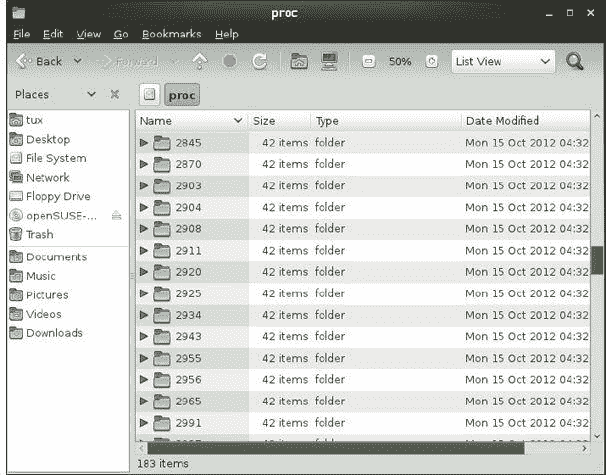 proc
File Edit View Go Bookmarks Help
Back Forward 50% List View
Places proc
tux
Desktop
File System
Network
Floppy Drive
openSUSE-...
Trash
Documents
Music
Pictures
Videos
Downloads
Name Size Type Date Modified
2845 42 items folder Mon 15 Oct 2012 04:32
2870 42 items folder Mon 15 Oct 2012 04:32
2903 42 items folder Mon 15 Oct 2012 04:32
2904 42 items folder Mon 15 Oct 2012 04:32
2908 42 items folder Mon 15 Oct 2012 04:32
2911 42 items folder Mon 15 Oct 2012 04:32
2920 42 items folder Mon 15 Oct 2012 04:32
2925 42 items folder Mon 15 Oct 2012 04:32
2934 42 items folder Mon 15 Oct 2012 04:32
2943 42 items folder Mon 15 Oct 2012 04:32
2955 42 items folder Mon 15 Oct 2012 04:32
2956 42 items folder Mon 15 Oct 2012 04:32
2965 42 items folder Mon 15 Oct 2012 04:32
2991 42 items folder Mon 15 Oct 2012 04:32
183 items